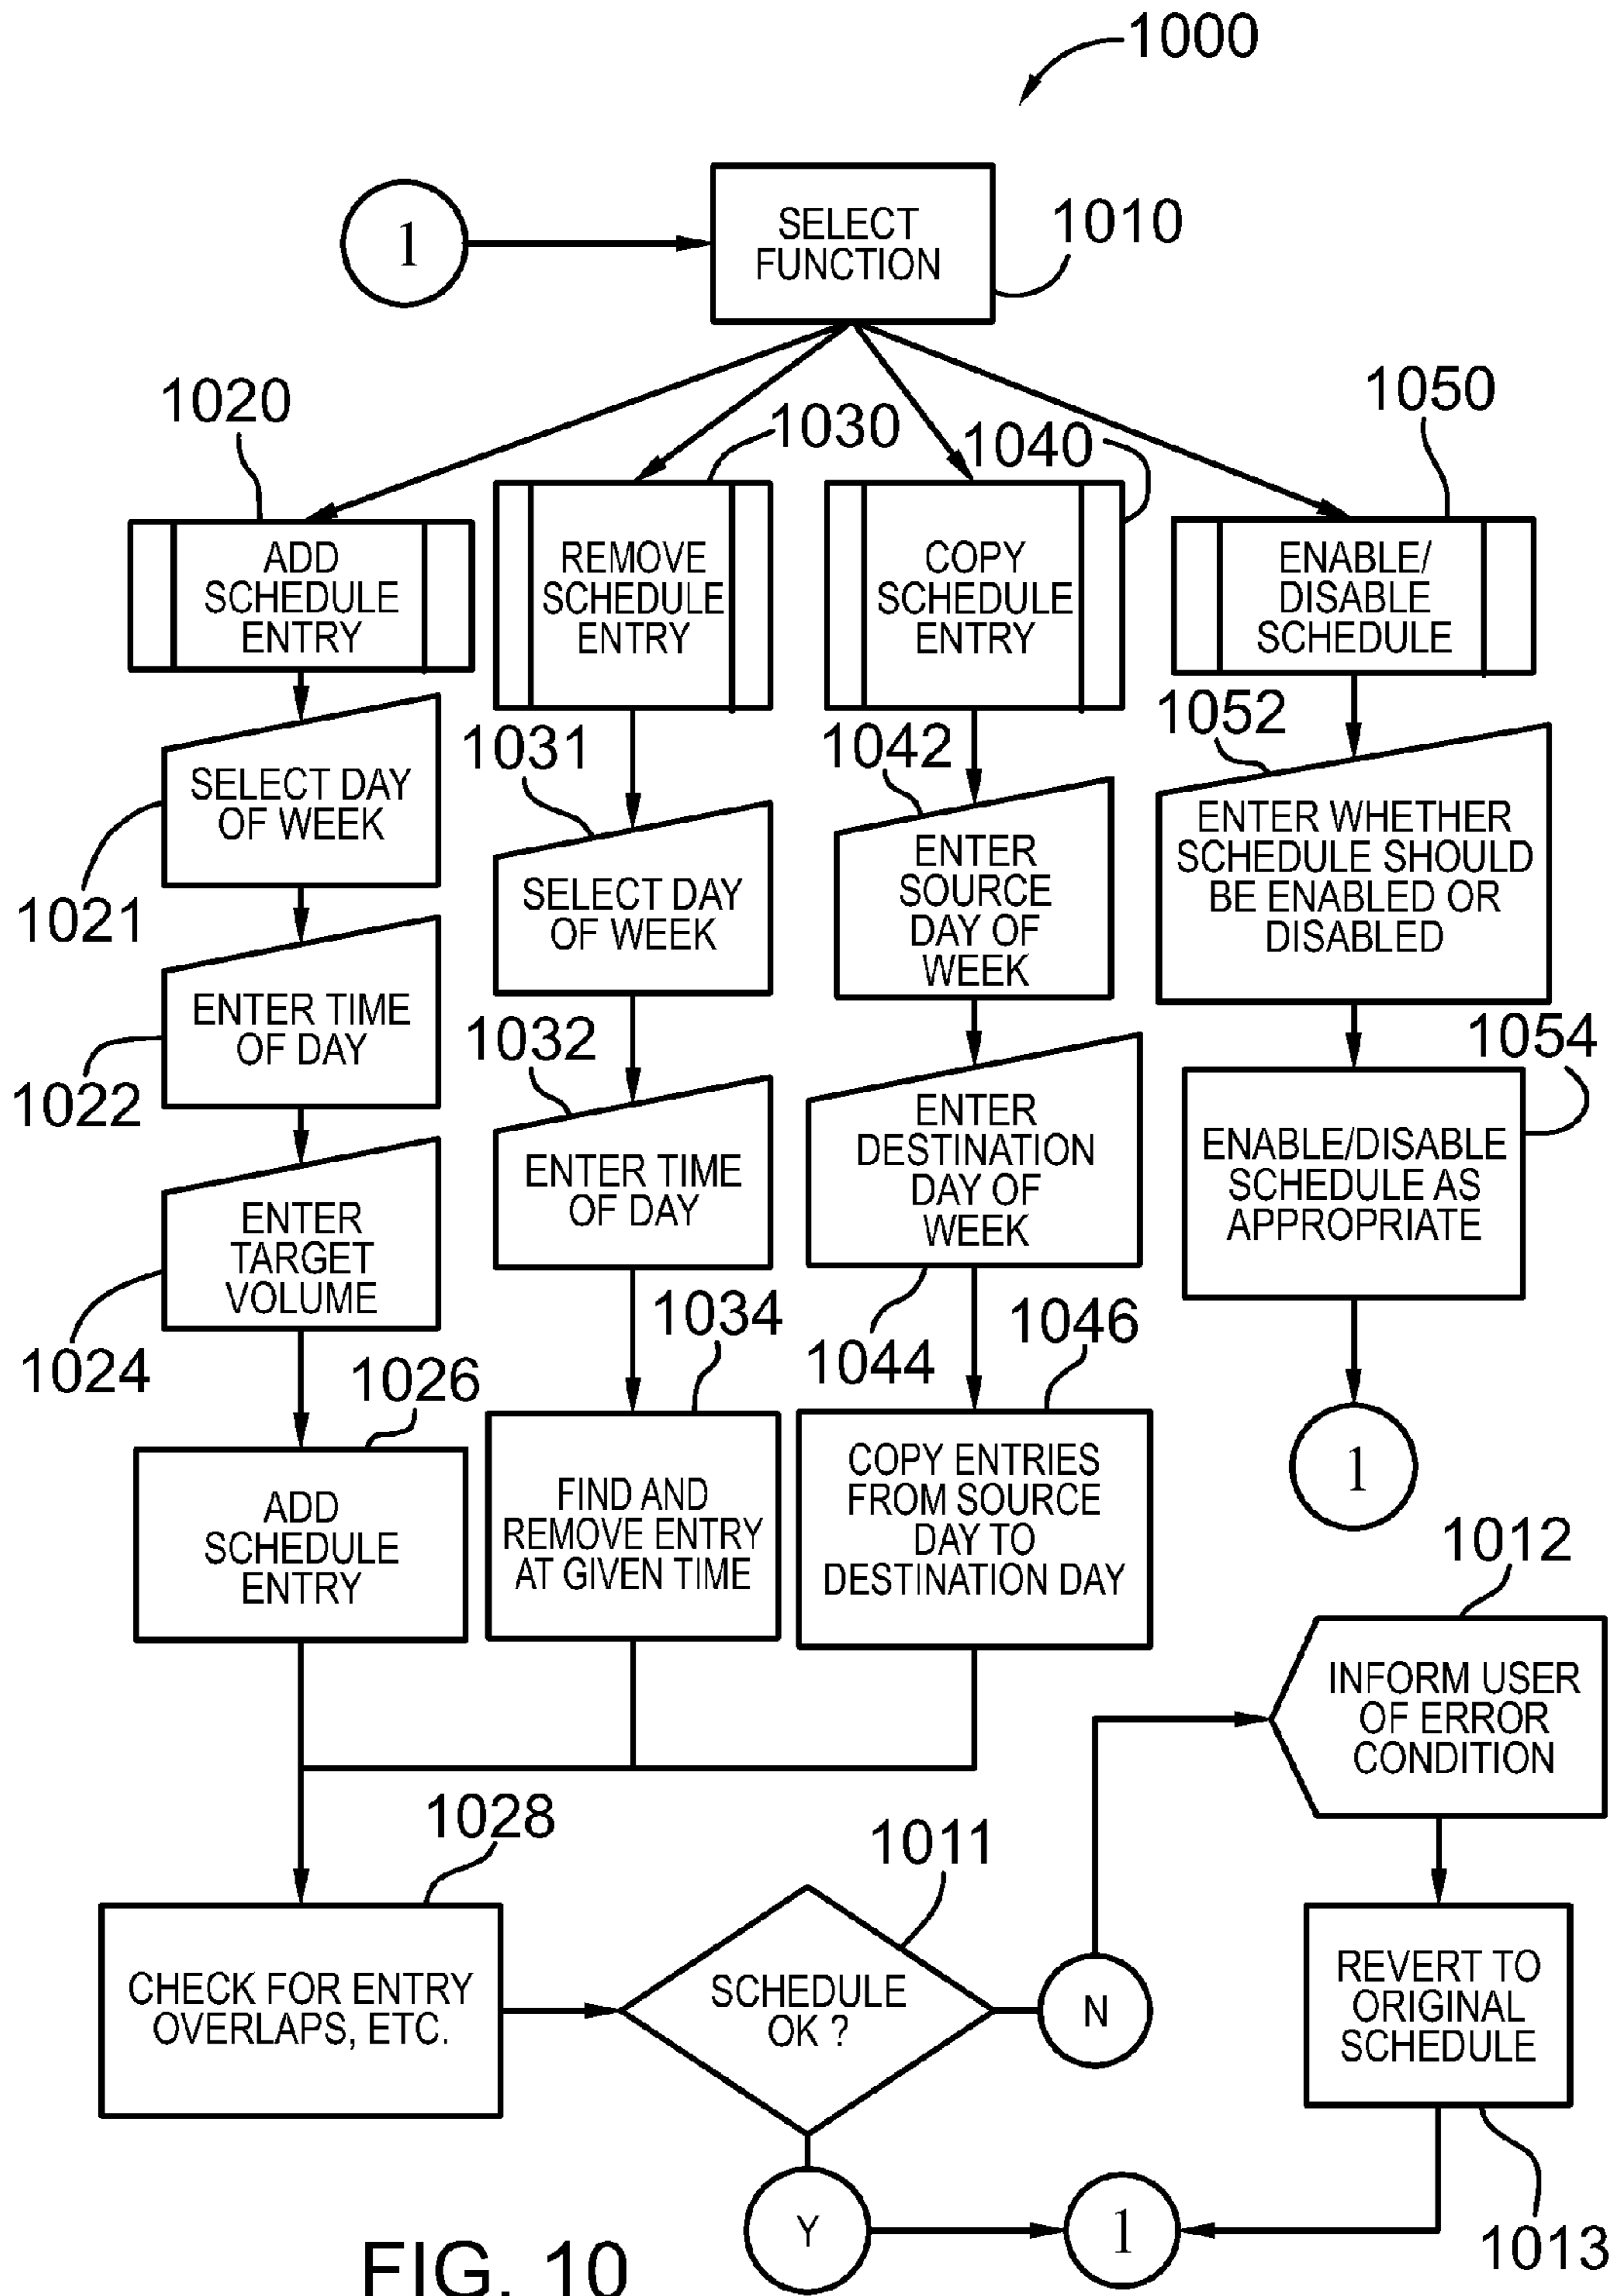 1000
1
SELECT
FUNCTION
1010
1020
1030
1040
1050
ADD
SCHEDULE
ENTRY
REMOVE
SCHEDULE
ENTRY
COPY
SCHEDULE
ENTRY
ENABLE/
DISABLE
SCHEDULE
1021
SELECT DAY
OF WEEK
1031
SELECT DAY
OF WEEK
1042
ENTER
SOURCE
DAY OF
WEEK
1052
ENTER WHETHER
SCHEDULE SHOULD
BE ENABLED OR
DISABLED
1022
ENTER TIME
OF DAY
1032
ENTER TIME
OF DAY
ENTER
DESTINATION
DAY OF
WEEK
1044
1054
ENABLE/DISABLE
SCHEDULE AS
APPROPRIATE
1024
ENTER
TARGET
VOLUME
1026
ADD
SCHEDULE
ENTRY
1034
FIND AND
REMOVE ENTRY
AT GIVEN TIME
1046
COPY ENTRIES
FROM SOURCE
DAY TO
DESTINATION DAY
1
1012
INFORM USER
OF ERROR
CONDITION
1028
CHECK FOR ENTRY
OVERLAPS, ETC.
1011
SCHEDULE
OK ?
N
REVERT TO
ORIGINAL
SCHEDULE
1013
Y
1
FIG. 10